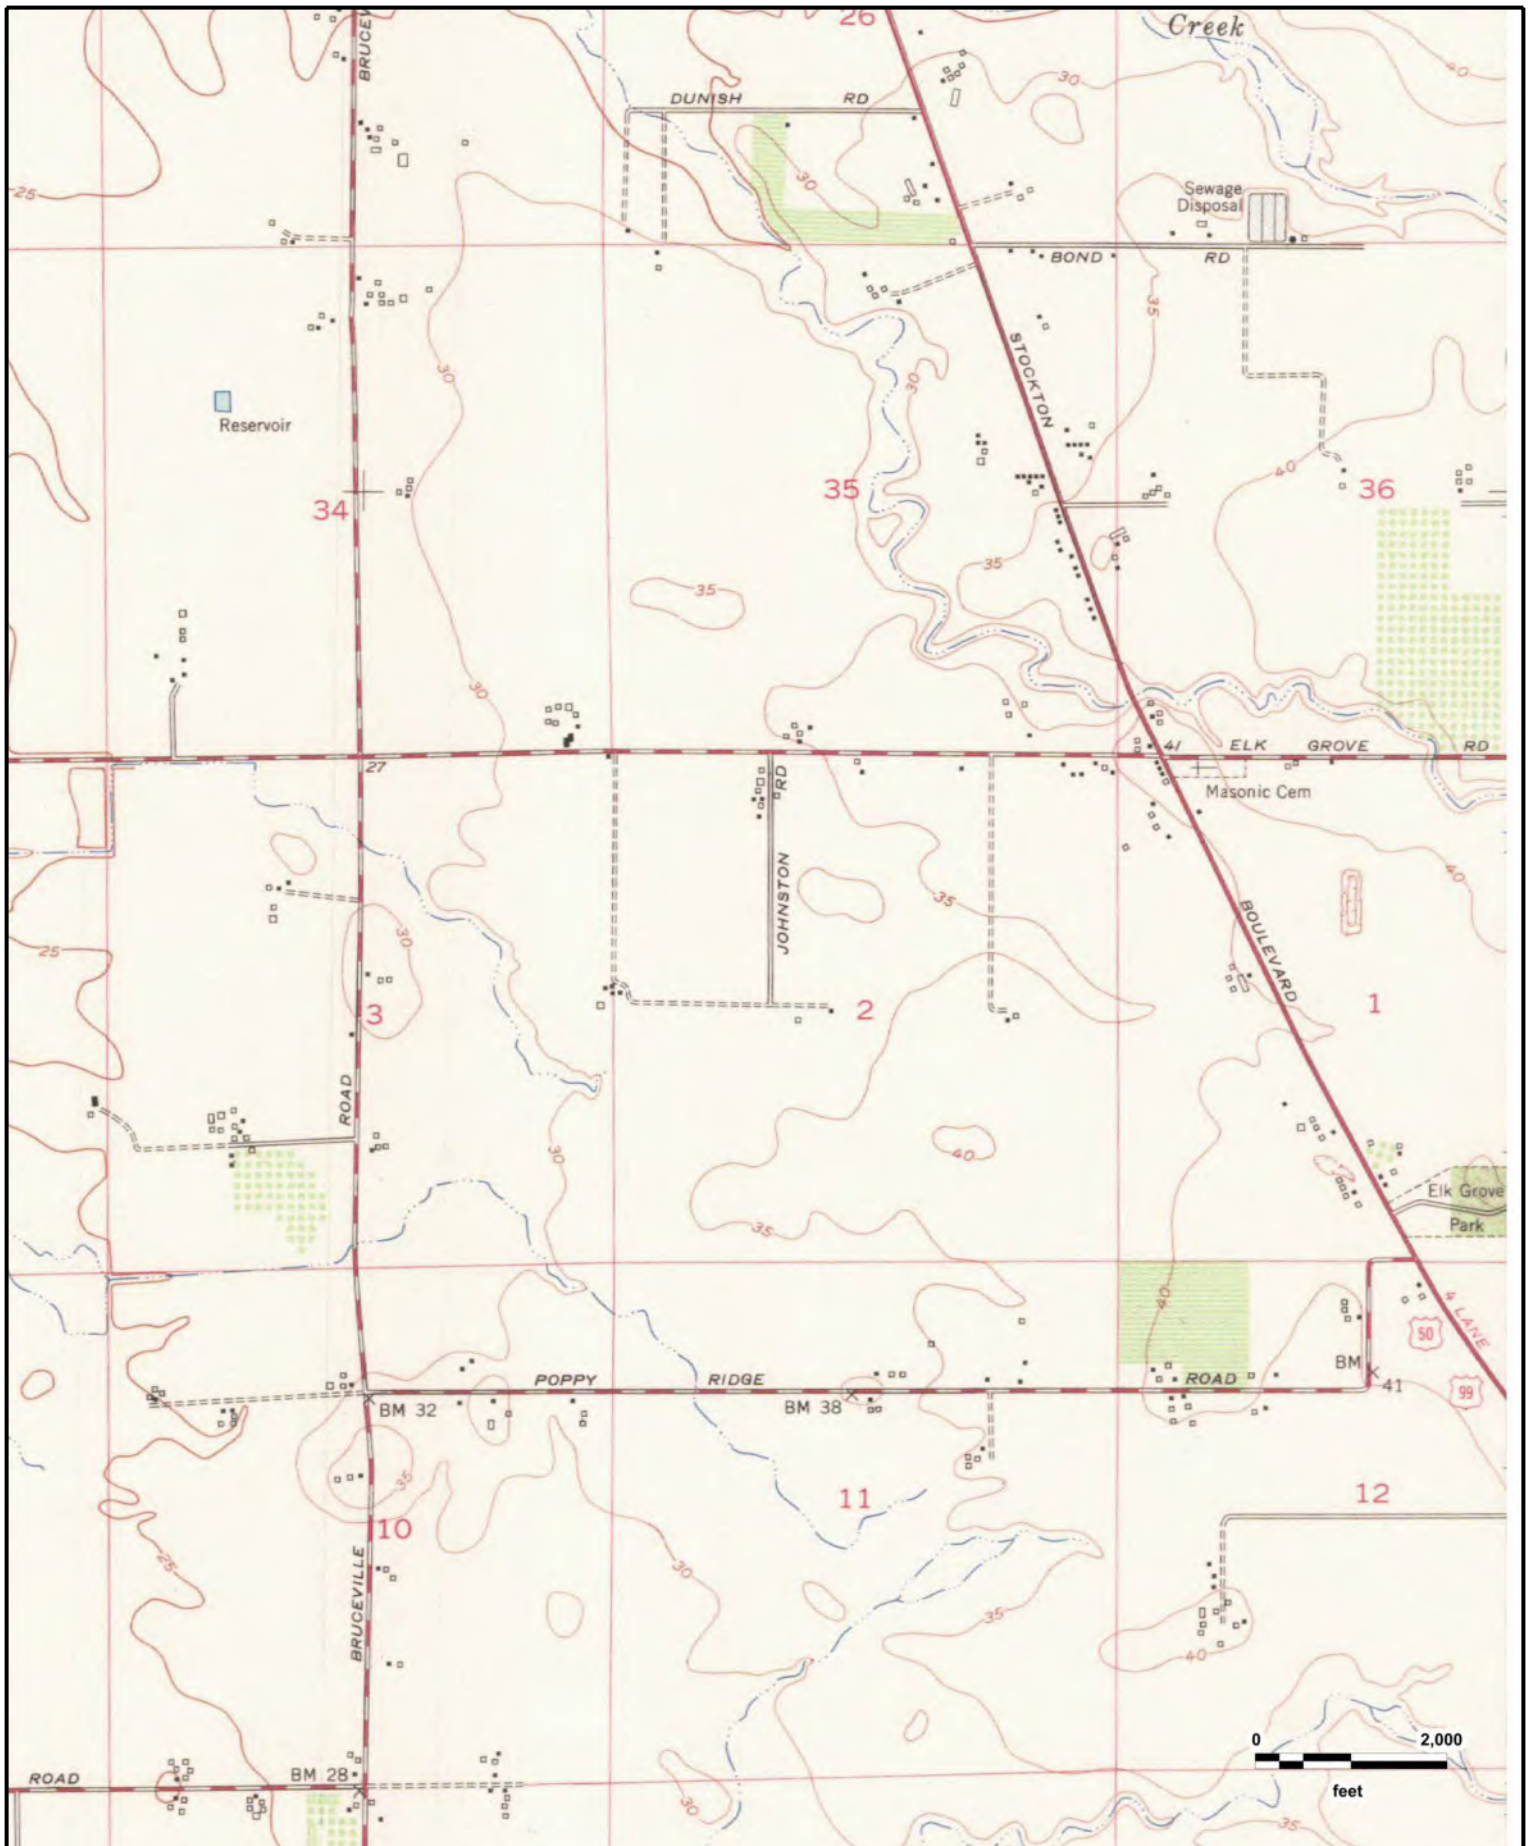 26
Creek
BRUCEV
30
40
DUNISH RD
25
30
Sewage
Disposal
BOND RD
35
30
30
STOCKTON
Reservoir
40
34
35
36
35
35
30
41 ELK GROVE RD
27
RD
Masonic Cem
JOHNSTON
40
35
BOULEVARD
30
25
3
2
1
ROAD
40
30
Elk Grove
Park
35
40
4 LANE
50
BM
41
99
POPPY RIDGE ROAD
BM 32
BM 38
35
11
12
10
25
30
BRUCEVILLE
35
40
0 2,000
feet
ROAD
BM 28
30
35